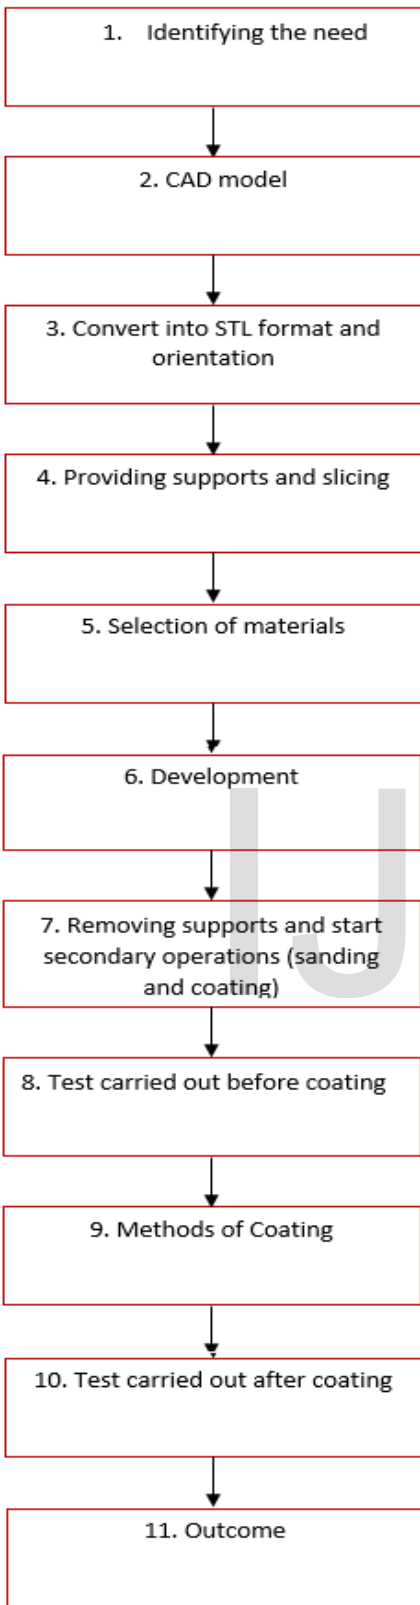 1. Identifying the need
2. CAD model
3. Convert into STL format and
orientation
4. Providing supports and slicing
5. Selection of materials
6. Development
IJ
7. Removing supports and start
secondary operations (sanding
and coating)
8. Test carried out before coating
9. Methods of Coating
10. Test carried out after coating
11. Outcome